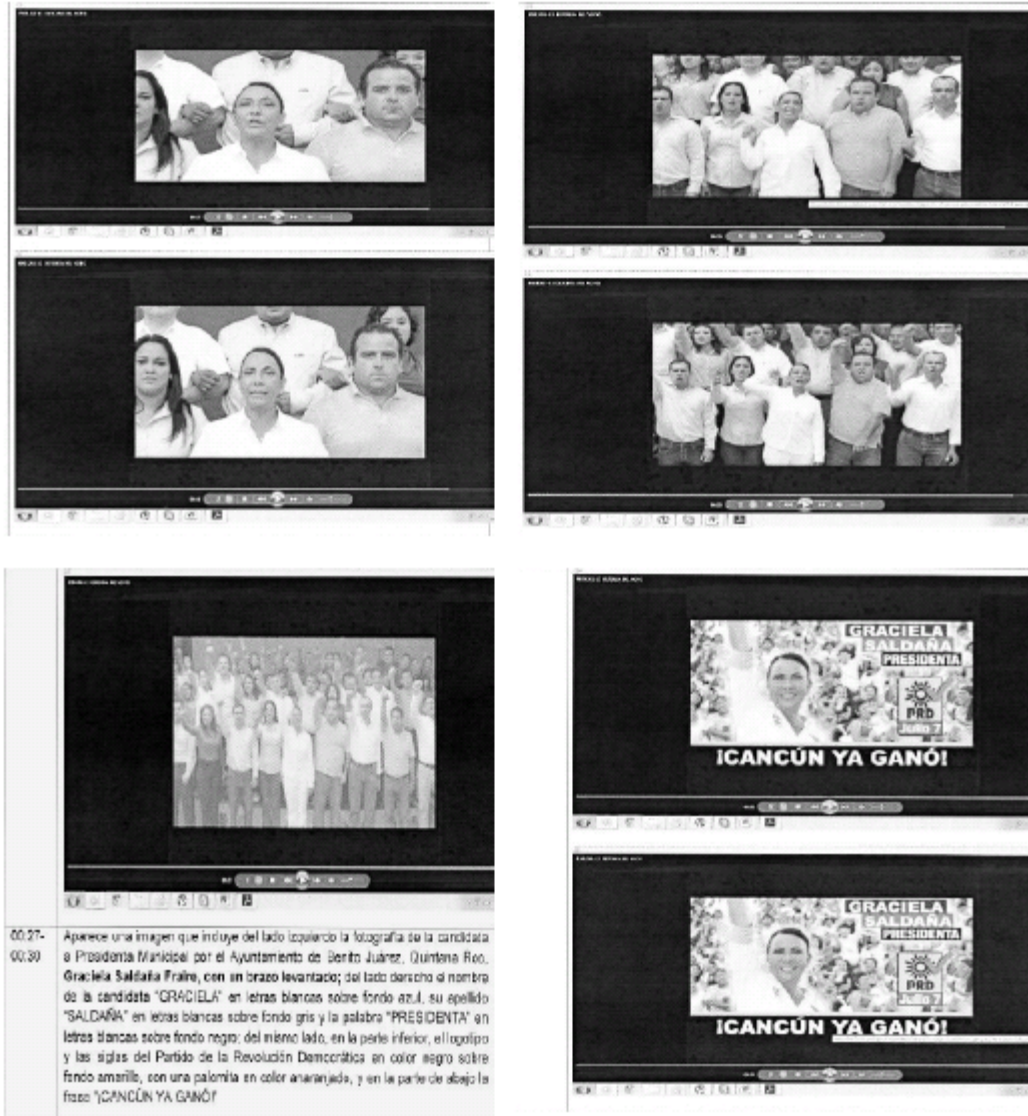 00:27-
00:30
Aparece una imagen que incluye del lado izquierdo la fotografía de la candidata
a Presidenta Municipal por el Ayuntamiento de Benito Juárez, Quintana Roo,
Graciela Saldaña Fraire, con un brazo levantado; del lado derecho el nombre
de la candidata "GRACIELA" en letras blancas sobre fondo azul, su apellido
"SALDAÑA" en letras blancas sobre fondo gris y la palabra "PRESIDENTA" en
letras blancas sobre fondo negro; del mismo lado, en la parte inferior, el logotipo
y las siglas del Partido de la Revolución Democrática en color negro sobre
fondo amarillo, con una palomita en color anaranjado, y en la parte de abajo la
frase "¡CANCÚN YA GANÓ!
GRACIELA
SALDAÑA
PRESIDENTA
PRD
JULIO 7
¡CANCÚN YA GANÓ!
GRACIELA
SALDAÑA
PRESIDENTA
PRD
JULIO 7
¡CANCÚN YA GANÓ!